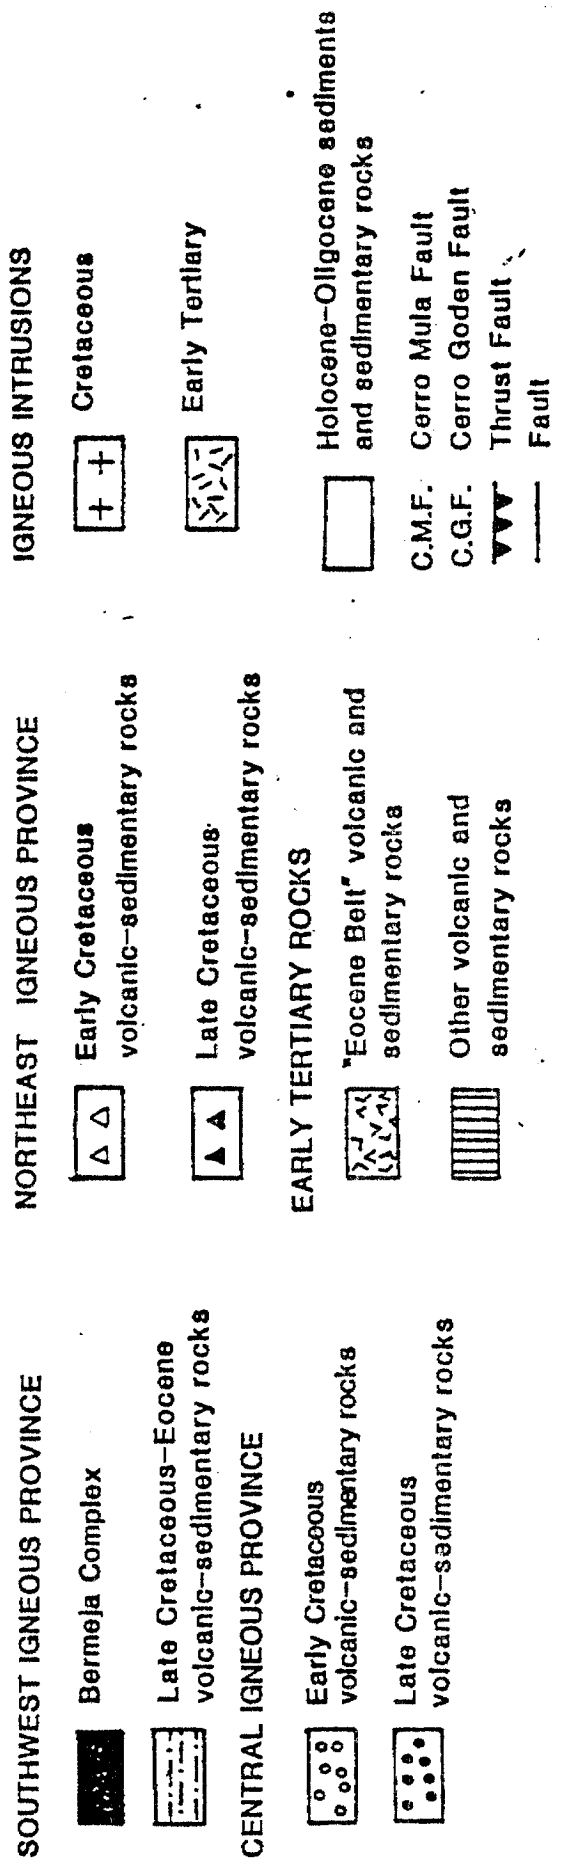 SOUTHWEST IGNEOUS PROVINCE
Bermeja Complex
Late Cretaceous-Eocene
volcanic-sedimentary rocks
CENTRAL IGNEOUS PROVINCE
Early Cretaceous
volcanic-sedimentary rocks
Late Cretaceous
volcanic-sedimentary rocks
NORTHEAST IGNEOUS PROVINCE
Early Cretaceous
volcanic-sedimentary rocks
Late Cretaceous
volcanic-sedimentary rocks
EARLY TERTIARY ROCKS
"Eocene Belt" volcanic and
sedimentary rocks
Other volcanic and
sedimentary rocks
IGNEOUS INTRUSIONS
Cretaceous
Early Tertiary
Holocene-Oligocene sediments
and sedimentary rocks
C.M.F. Cerro Mula Fault
C.G.F. Cerro Goden Fault
Thrust Fault
Fault